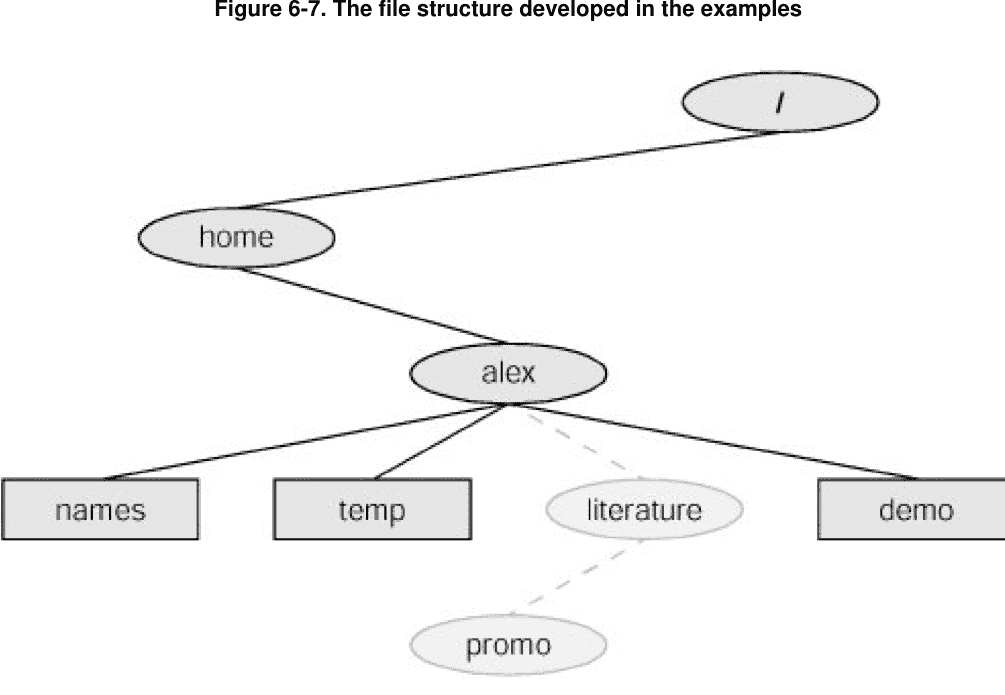 Figure 6-7. The file structure developed in the examples
/
home
alex
names
temp
literature
demo
promo